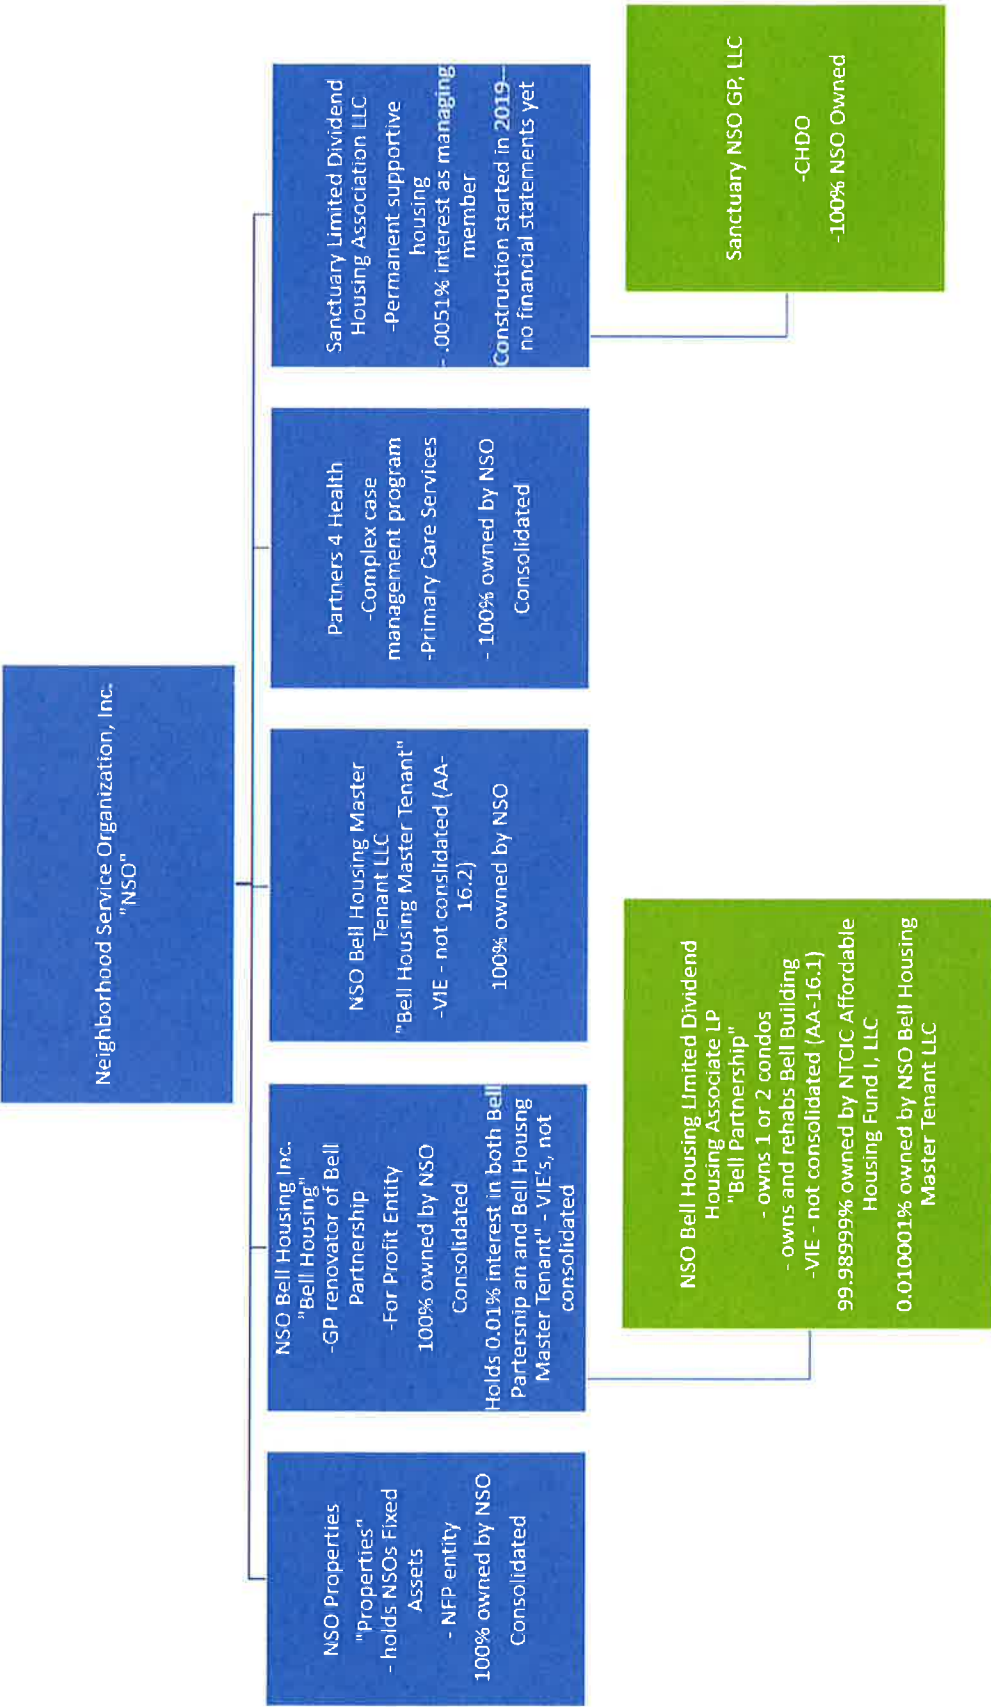 Neighborhood Service Organization, Inc.
"NSO"
NSO Properties
"Properties"
- holds NSOs Fixed
Assets
- NFP entity
100% owned by NSO
Consolidated
NSO Bell Housing Inc.
"Bell Housing"
-GP renovator of Bell
Partnership
-For Profit Entity
100% owned by NSO
Consolidated
Holds 0.01% interest in both Bell
Partersnip an and Bell Housng
Master Tenant" - VIE's, not
consolidated
NSO Bell Housing Master
Tenant LLC
"Bell Housing Master Tenant"
-VIE - not conslidated (AA-
16.2)
100% owned by NSO
Partners 4 Health
-Complex case
management program
-Primary Care Services
- 100% owned by NSO
Consolidated
Sanctuary Limited Dividend
Housing Association LLC
-Permanent supportive
housing
- .0051% interest as managing
member
Construction started in 2019--
no financial statements yet
NSO Bell Housing Limited Dividend
Housing Associate LP
"Bell Partnership"
- owns 1 or 2 condos
- owns and rehabs Bell Building
-VIE - not consolidated (AA-16.1)
99.98999% owned by NTCIC Affordable
Housing Fund I, LLC
0.010001% owned by NSO Bell Housing
Master Tenant LLC
Sanctuary NSO GP, LLC
-CHDO
-100% NSO Owned